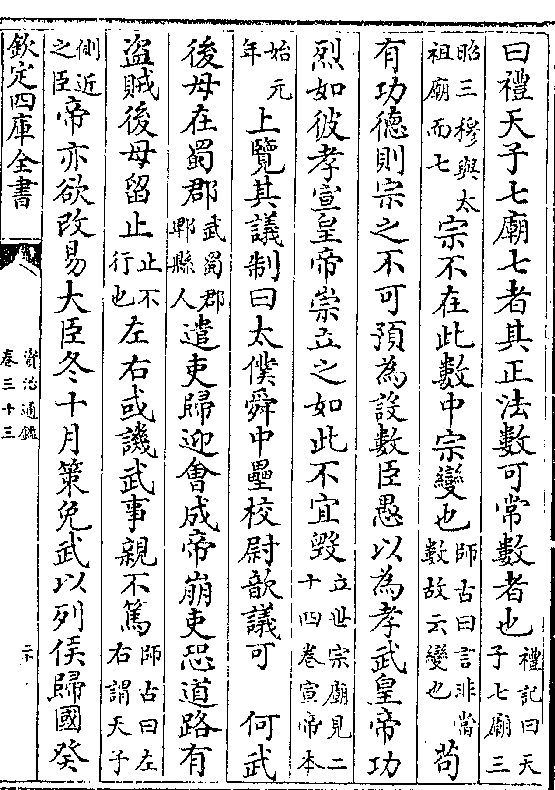 曰禮天子七廟七者其正法數可常數者也禮記曰天子七廟三
昭三穆與太祖廟而七宗不在此數中宗變也師古曰言非常數故云變也苟
有功德則宗之不可預為設數臣愚以為孝武皇帝功
烈如彼孝宣皇帝崇立之如此不宜毁立世宗廟見二十四卷宣帝本
始元年上覽其議制曰太僕舜中壘校尉歆議可　何武
後母在蜀郡武蜀郡郫縣人遣吏歸迎會成帝崩吏恐道路有
盗賊後母留止止不行也左右或譏武事親不篤師古曰左右謂天子
側近之臣帝亦欲改易大臣冬十月策免武以列侯歸國癸
欽定四庫全書
資治通鑑
卷三十三